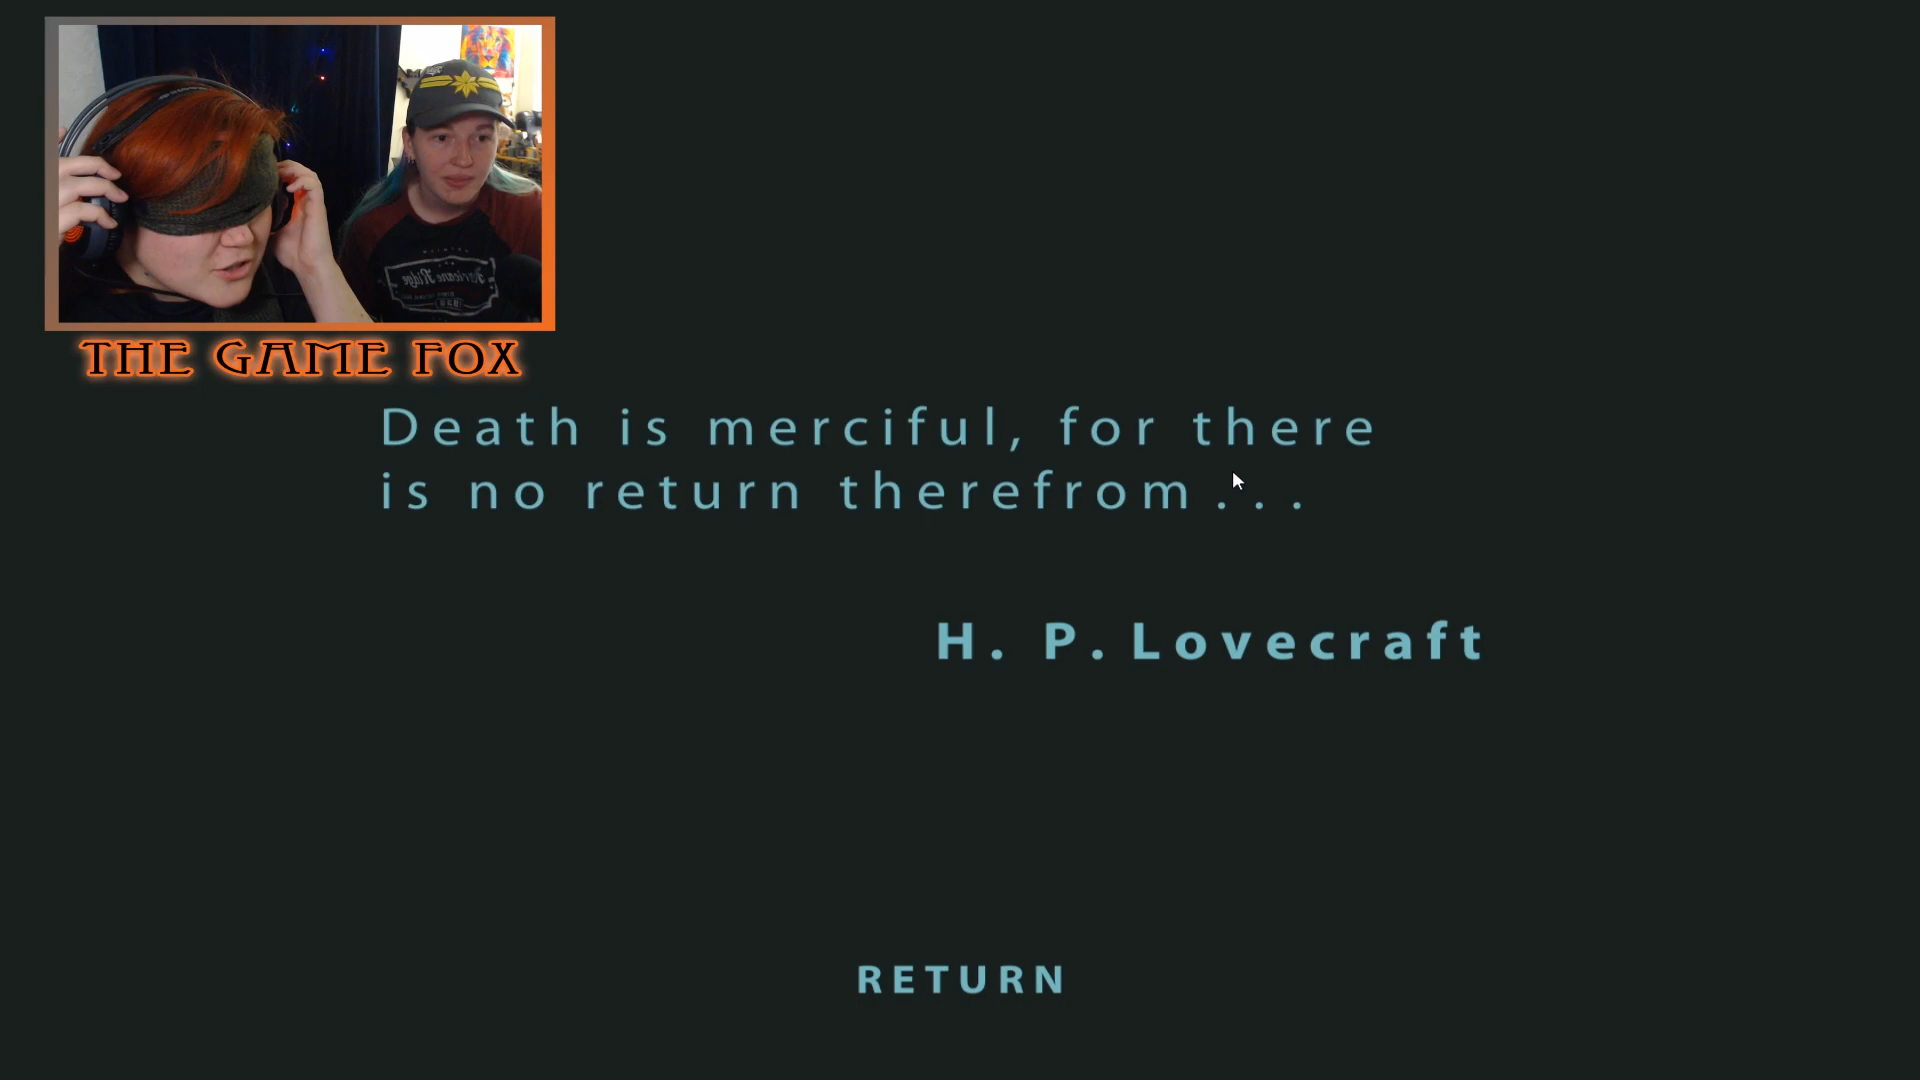 THE GAME FOX
Death is merciful, for there
is no return therefrom . . .
H. P. Lovecraft
RETURN